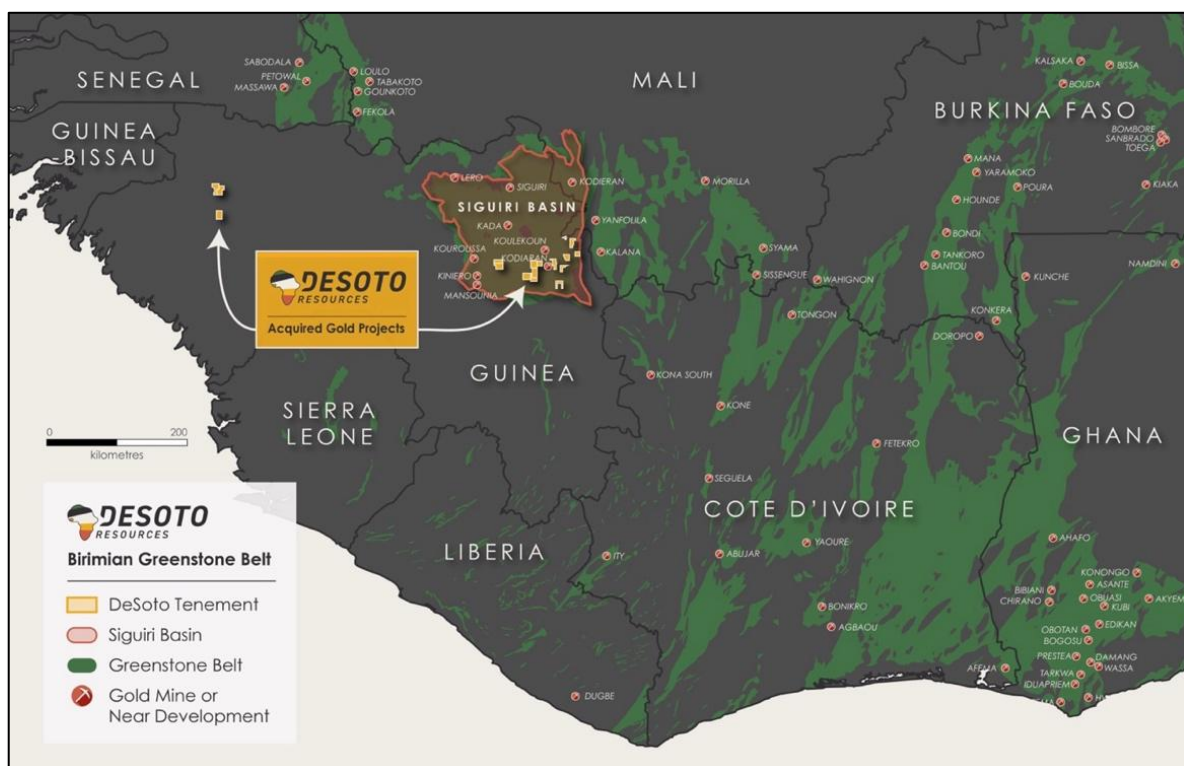 SENEGAL
SABODALA
PETOWAL
MASSAWA
LOULO
TABAKOTO
GOUNKOTO
FEKOLA
MALI
GUINEA
-BISSAU
BURKINA FASO
KALSAKA
BISSA
BOUDA
BOMBORE
SANBRADO
TOEGA
MANA
YARAMOKO
POURA
KIAKA
HOUNDE
BONDI
TANKORO
BANTOU
LERO
SIGUIRI
KODIERAN
SIGUIRI BASIN
KADA
KOULEKOUN
KOUROUSSA
KODIARAN
KINIERO
MANSOUNIA
MORILLA
YANFOLILA
KALANA
SYAMA
SISSENGUE
WAHIGNON
TONGON
KUNCHE
NAMDINI
KONKERA
DOROPO
DESOTO
RESOURCES
Acquired Gold Projects
GUINEA
KONA SOUTH
KONE
SIERRA
LEONE
FETEKRO
GHANA
0 200
kilometres
SEGUELA
COTE D'IVOIRE
LIBERIA
ITY
ABUJAR
YAOURE
AHAFO
KONONGO
ASANTE
BIBIANI
CHIRANO
OBUASI
KUBI
AKYEM
BONIKRO
AGBAOU
EDIKAN
OBOTAN
BOGOSU
PRESTEA
DAMANG
WASSA
TARKWA
IDUAPRIEM
AFEMA
DUGBE
DESOTO
RESOURCES
Birimian Greenstone Belt
DeSoto Tenement
Siguiri Basin
Greenstone Belt
Gold Mine or
Near Development